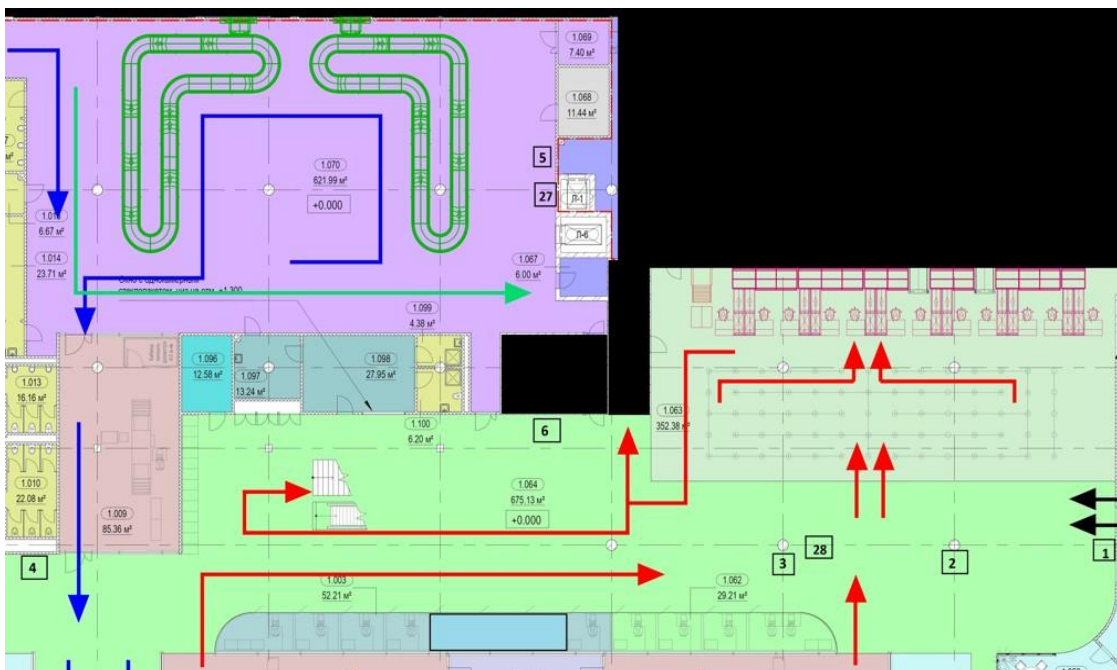 1.069
7.40 м²
1.068
11.44 м²
5
1.070
621.99 м²
+0.000
27
Л-1
6.67 м²
Л-6
1.014
23.71 м²
1.067
6.00 м²
1.099
4.38 м²
1.096
12.58 м²
1.098
27.95 м²
1.097
13.24 м²
1.013
16.16 м²
1.063
352.38 м²
1.100
6.20 м²
6
1.010
22.08 м²
1.064
675.13 м²
+0.000
1.009
85.36 м²
4
3
28
2
1
1.003
52.21 м²
1.062
29.21 м²